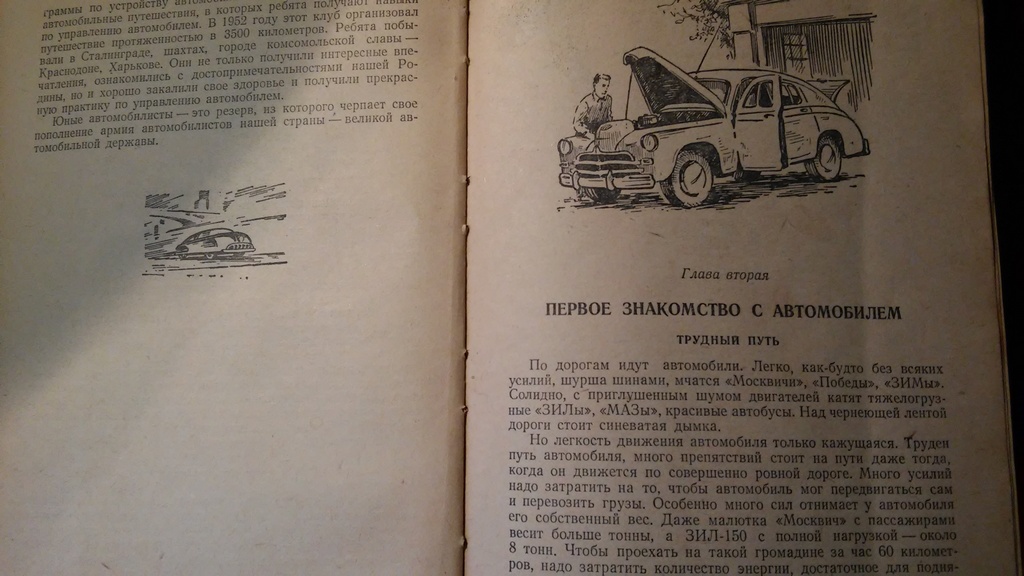 граммы по устройству автомо
автомобильные путешествия, в которых ребята получают навыки
по управлению автомобилем. В 1952 году этот клуб организовал
путешествие протяженностью в 3500 километров. Ребята побы-
вали в Сталинграде, шахтах, городе комсомольской славы —
Краснодоне, Харькове. Они не только получили интересные впе-
чатления, ознакомились с достопримечательностями нашей Ро-
дины, но и хорошо закалили свое здоровье и получили прекрас-
ную практику по управлению автомобилем.
Юные автомобилисты — это резерв, из которого черпает свое
пополнение армия автомобилистов нашей страны — великой ав-
томобильной державы.
Глава вторая
ПЕРВОЕ ЗНАКОМСТВО С АВТОМОБИЛЕМ
ТРУДНЫЙ ПУТЬ
По дорогам идут автомобили. Легко, как-будто без всяких
усилий, шурша шинами, мчатся «Москвичи», «Победы», «ЗИМы».
Солидно, с приглушенным шумом двигателей катят тяжелогруз-
ные «ЗИЛы», «МАЗы», красивые автобусы. Над чернеющей лентой
дороги стоит синеватая дымка.
Но легкость движения автомобиля только кажущаяся. Труден
путь автомобиля, много препятствий стоит на пути даже тогда,
когда он движется по совершенно ровной дороге. Много усилий
надо затратить на то, чтобы автомобиль мог передвигаться сам
и перевозить грузы. Особенно много сил отнимает у автомобиля
его собственный вес. Даже малютка «Москвич» с пассажирами
весит больше тонны, а ЗИЛ-150 с полной нагрузкой — около
8 тонн. Чтобы проехать на такой громадине за час 60 километ-
ров, надо затратить количество энергии, достаточное для подня-